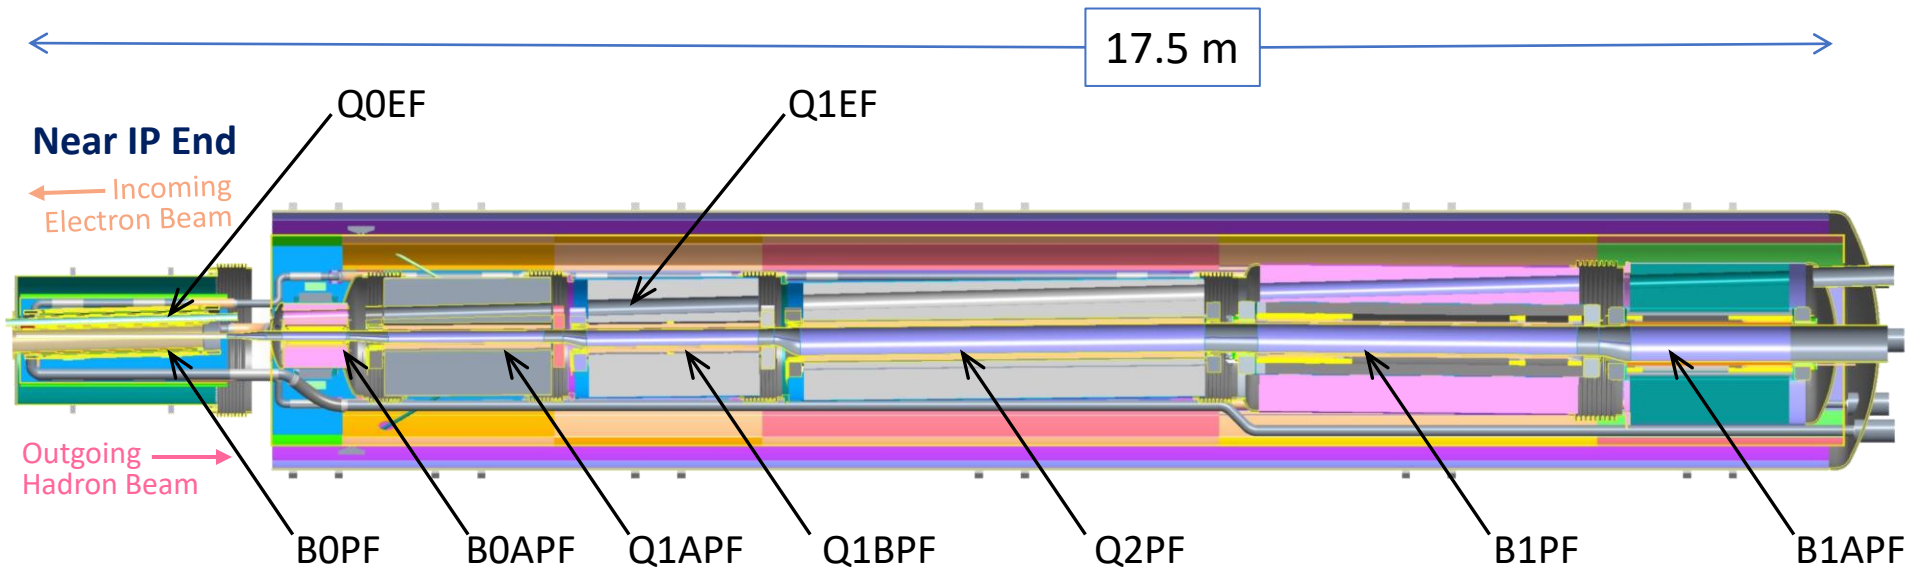 17.5 m
Q0EF
Q1EF
Near IP End
Incoming
Electron Beam
Outgoing
Hadron Beam
B0PF
B0APF
Q1APF
Q1BPF
Q2PF
B1PF
B1APF